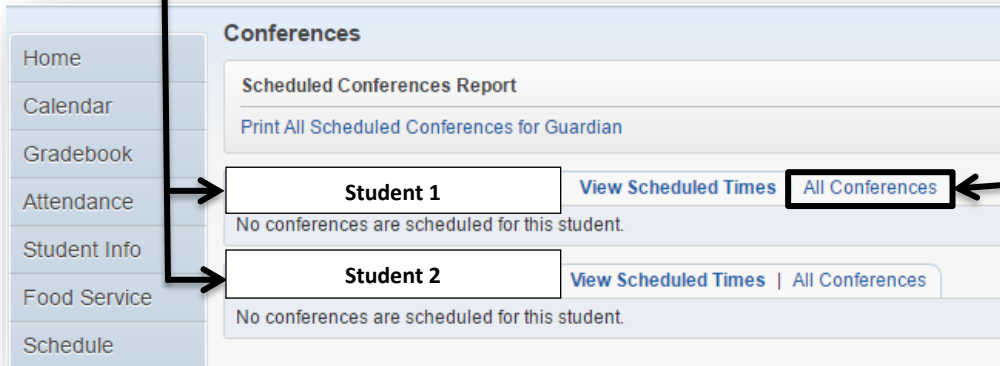 Conferences
Home
Calendar
Gradebook
Attendance
Student Info
Food Service
Schedule
Scheduled Conferences Report
Print All Scheduled Conferences for Guardian
Student 1 View Scheduled Times All Conferences
No conferences are scheduled for this student.
Student 2 View Scheduled Times | All Conferences
No conferences are scheduled for this student.